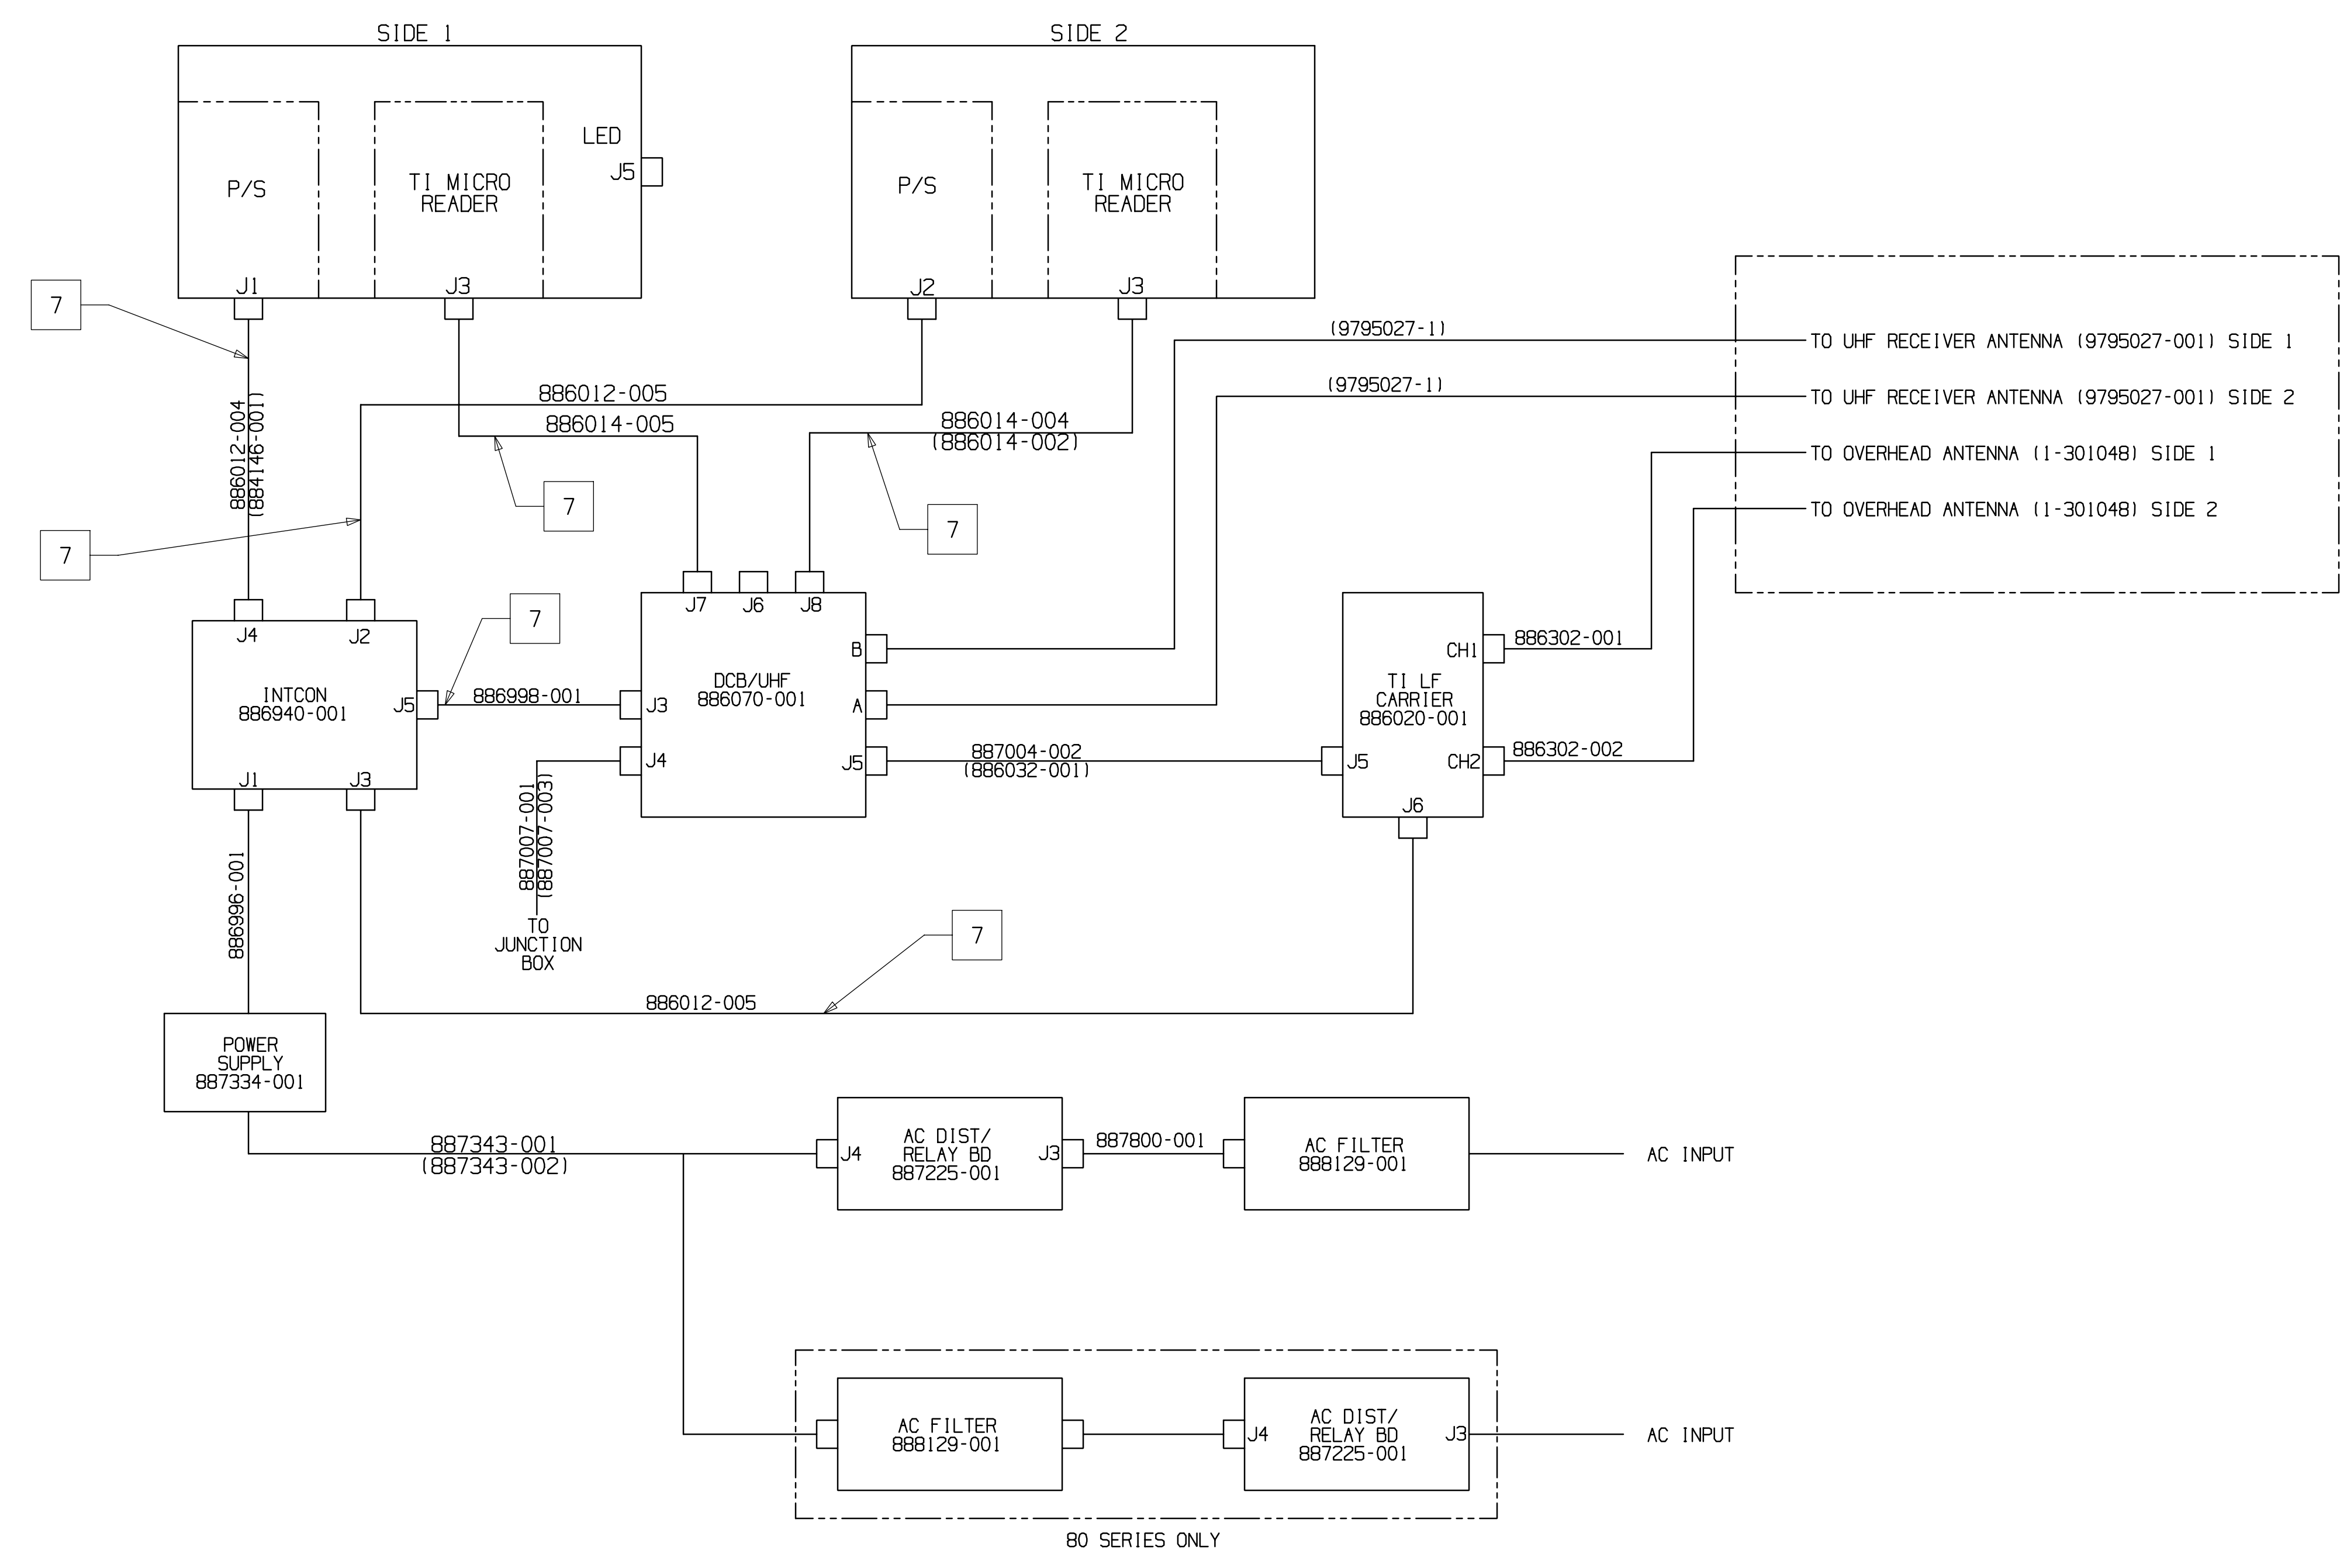 SIDE 1
SIDE 2
LED
J5
P/S
TI MICRO
READER
P/S
TI MICRO
READER
J1
J3
J2
J3
7
(9795027-1)
TO UHF RECEIVER ANTENNA (9795027-001) SIDE 1
(9795027-1)
TO UHF RECEIVER ANTENNA (9795027-001) SIDE 2
TO OVERHEAD ANTENNA (1-301048) SIDE 1
TO OVERHEAD ANTENNA (1-301048) SIDE 2
886012-005
886014-005
886014-004
(886014-002)
886012-004
(884146-001)
7
7
7
7
J7
J6
J8
J4
J2
INTCON
886940-001
J5
J1
J3
886998-001
J3
J4
DCB/UHF
886070-001
B
A
J5
887004-002
(886032-001)
CH1
TI LF
CARRIER
886020-001
J5
CH2
J6
886302-001
886302-002
887007-001
(887007-003)
TO
JUNCTION
BOX
886996-001
7
886012-005
POWER
SUPPLY
887334-001
887343-001
(887343-002)
J4
AC DIST/
RELAY BD
887225-001
J3
887800-001
AC FILTER
888129-001
AC INPUT
AC FILTER
888129-001
J4
AC DIST/
RELAY BD
887225-001
J3
AC INPUT
80 SERIES ONLY